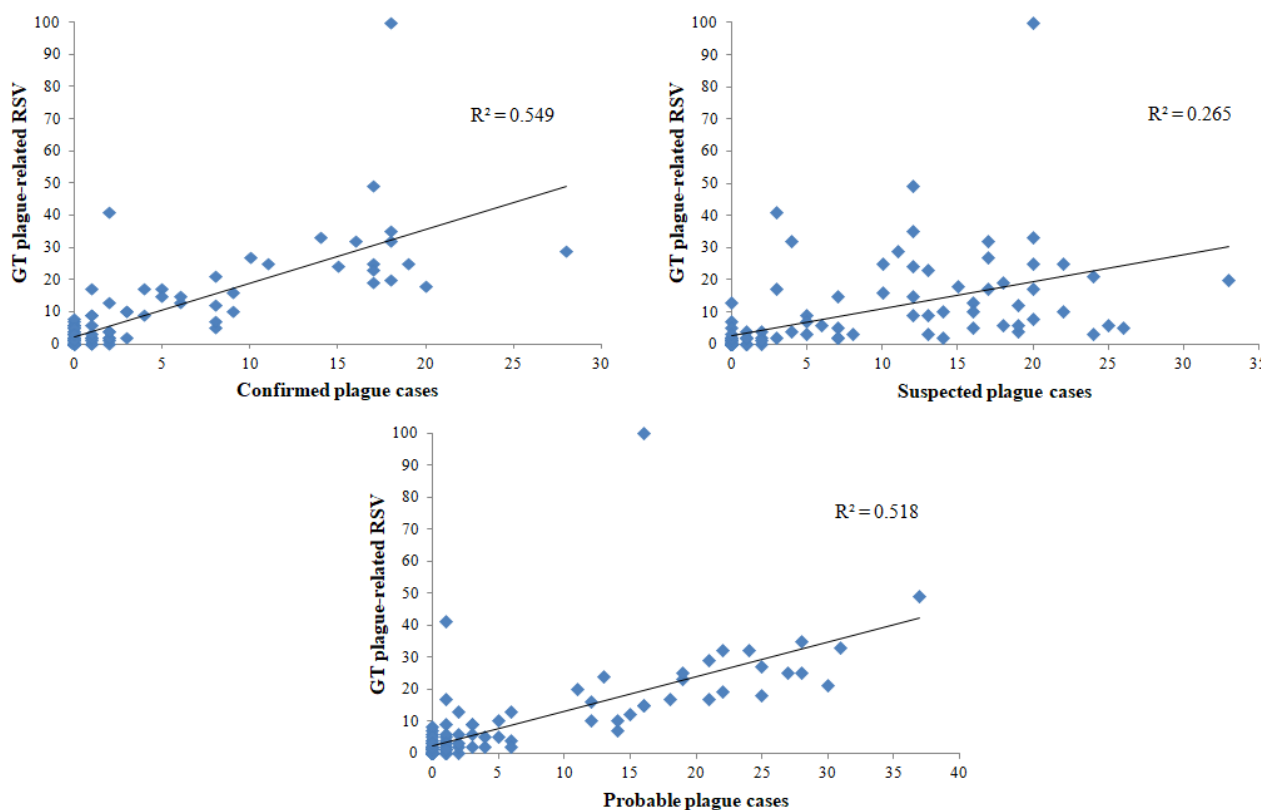 GT plague-related RSV
100
90
80
70
60
50
40
30
20
10
0
R² = 0.549
0 5 10 15 20 25 30
Confirmed plague cases
GT plague-related RSV
100
90
80
70
60
50
40
30
20
10
0
R² = 0.265
0 5 10 15 20 25 30 35
Suspected plague cases
GT plague-related RSV
100
90
80
70
60
50
40
30
20
10
0
R² = 0.518
0 5 10 15 20 25 30 35 40
Probable plague cases